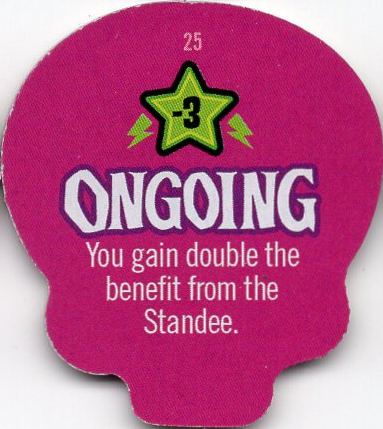 25
-3
ONGOING
You gain double the
benefit from the
Standee.